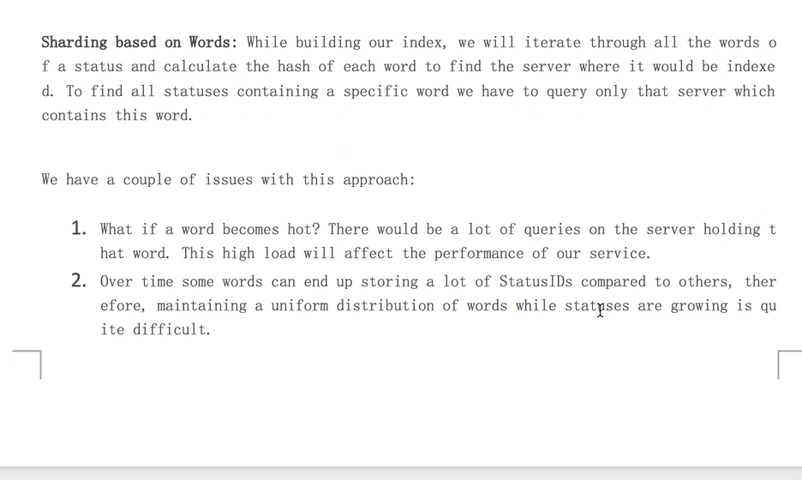 Sharding based on Words: While building our index, we will iterate through all the words o
f a status and calculate the hash of each word to find the server where it would be indexe
d. To find all statuses containing a specific word we have to query only that server which
contains this word.
We have a couple of issues with this approach:
1. What if a word becomes hot? There would be a lot of queries on the server holding t
hat word. This high load will affect the performance of our service.
2. Over time some words can end up storing a lot of StatusIDs compared to others, ther
efore, maintaining a uniform distribution of words while statuses are growing is qu
ite difficult.